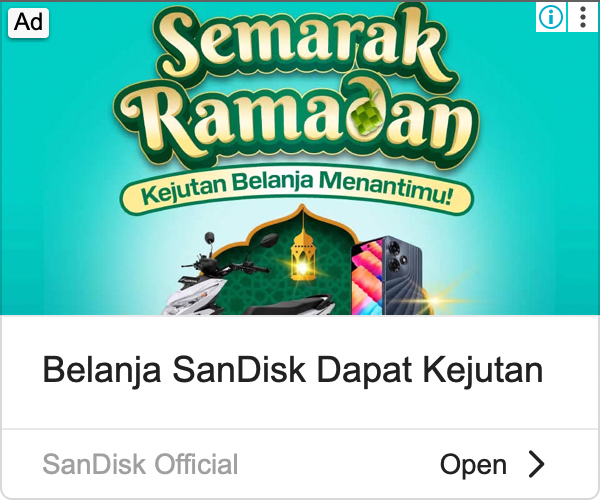 Ad
Semarak
Ramadan
Kejutan Belanja Menantimu!
Belanja SanDisk Dapat Kejutan
SanDisk Official
Open